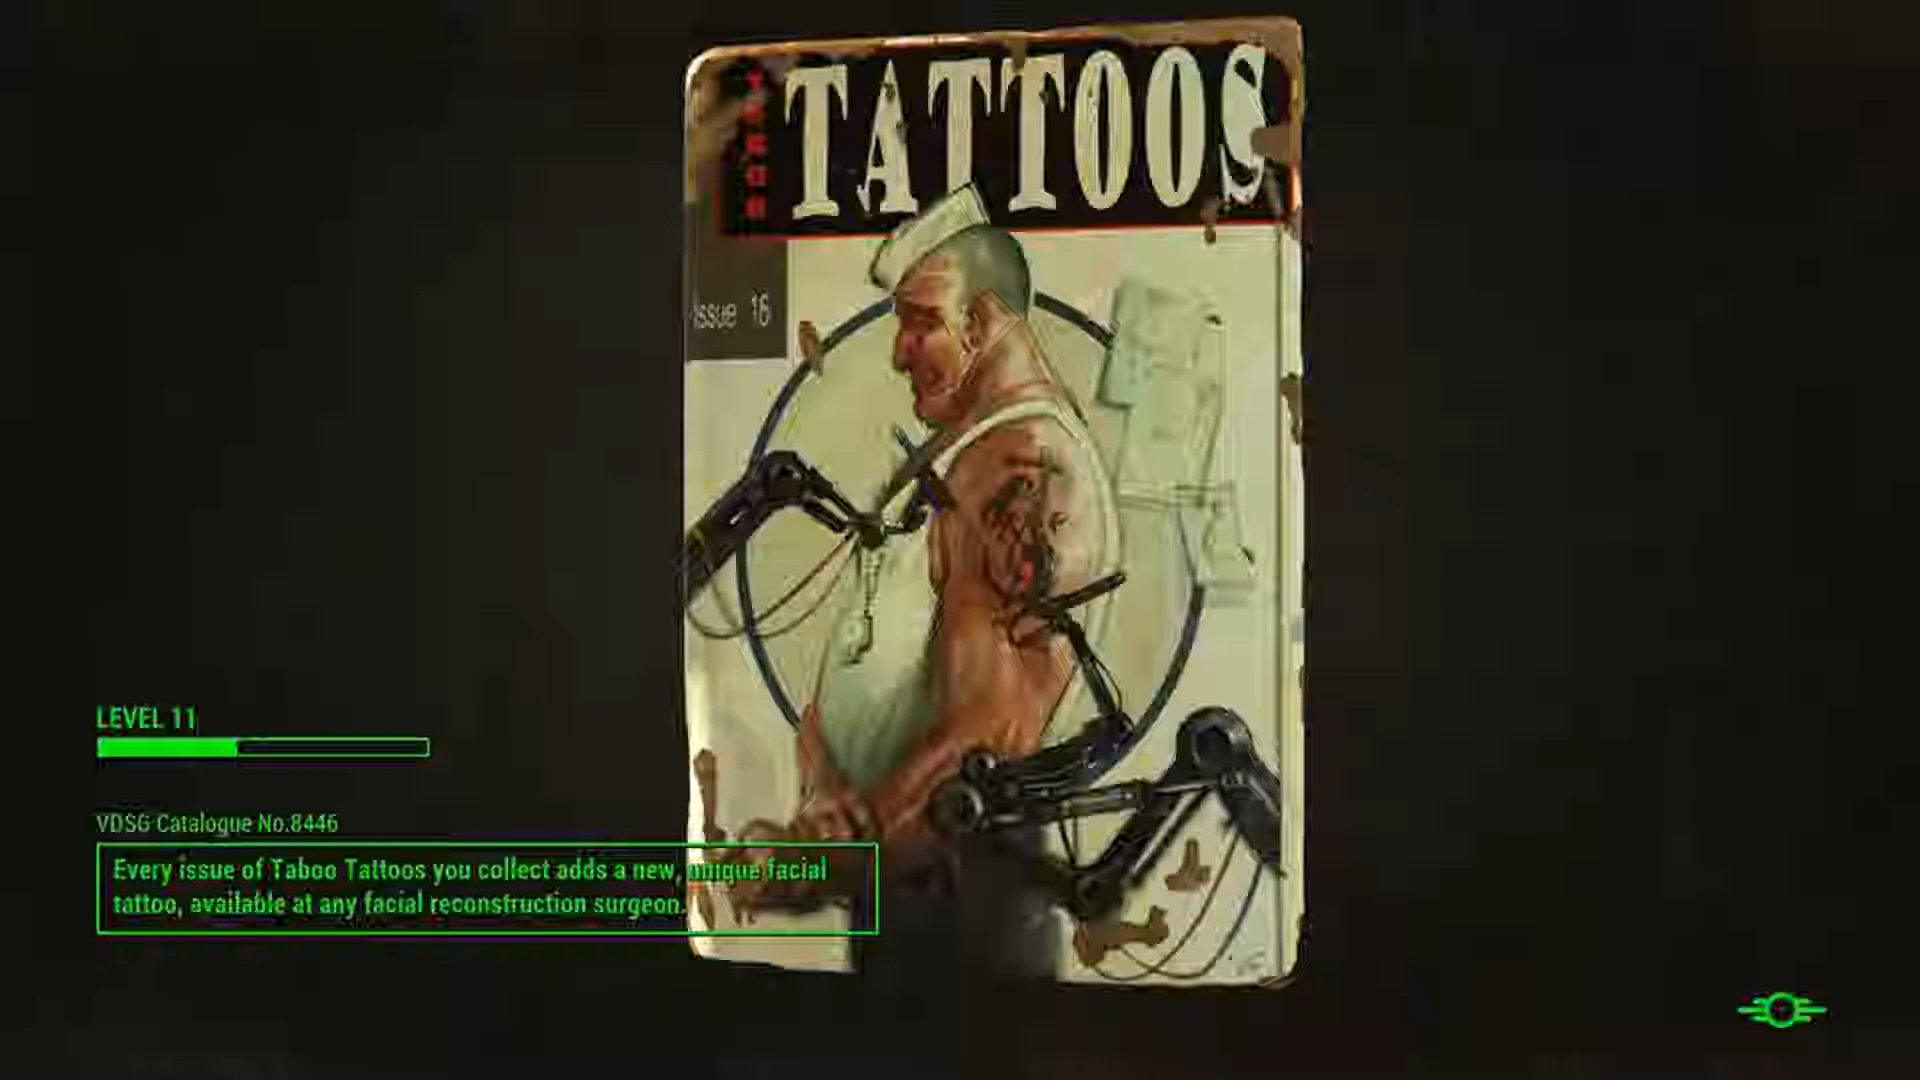 TABOO
TATTOOS
Issue 16
LEVEL 11
VDSG Catalogue No.8446
Every issue of Taboo Tattoos you collect adds a new, unique facial
tattoo, available at any facial reconstruction surgeon.